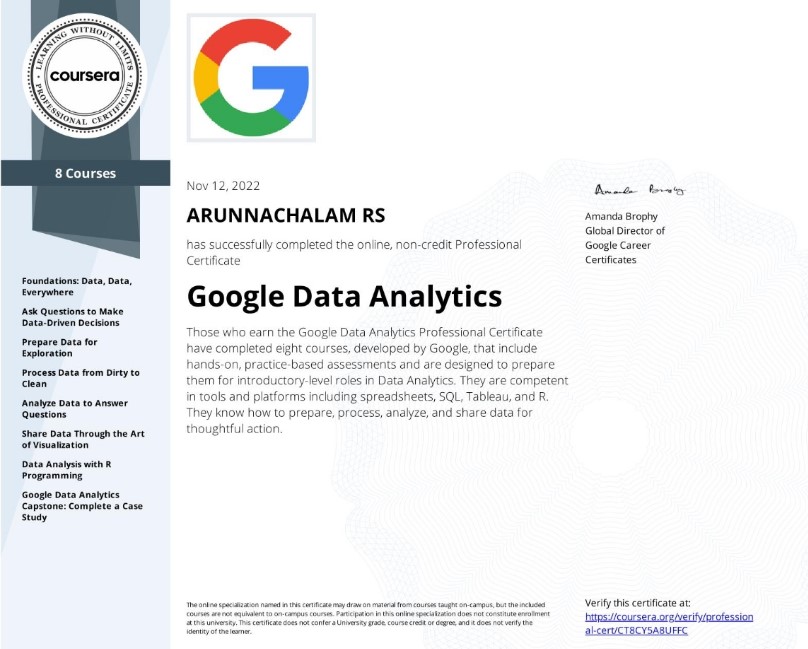 LEARNING WITHOUT LIMITS
coursera
PROFESSIONAL CERTIFICATE
8 Courses
Foundations: Data, Data,
Everywhere
Ask Questions to Make
Data-Driven Decisions
Prepare Data for
Exploration
Process Data from Dirty to
Clean
Analyze Data to Answer
Questions
Share Data Through the Art
of Visualization
Data Analysis with R
Programming
Google Data Analytics
Capstone: Complete a Case
Study
G
Nov 12, 2022
ARUNNACHALAM RS
has successfully completed the online, non-credit Professional
Certificate
Google Data Analytics
Those who earn the Google Data Analytics Professional Certificate
have completed eight courses, developed by Google, that include
hands-on, practice-based assessments and are designed to prepare
them for introductory-level roles in Data Analytics. They are competent
in tools and platforms including spreadsheets, SQL, Tableau, and R.
They know how to prepare, process, analyze, and share data for
thoughtful action.
Amanda Brophy
Amanda Brophy
Global Director of
Google Career
Certificates
The online specialization named in this certificate may draw on material from courses taught on-campus, but the included
courses are not equivalent to on-campus courses. Participation in this online specialization does not constitute enrollment
at this university. This certificate does not confer a University grade, course credit or degree, and it does not verify the
identity of the learner.
Verify this certificate at:
https://coursera.org/verify/profession
al-cert/CT8CY5A8UFFC